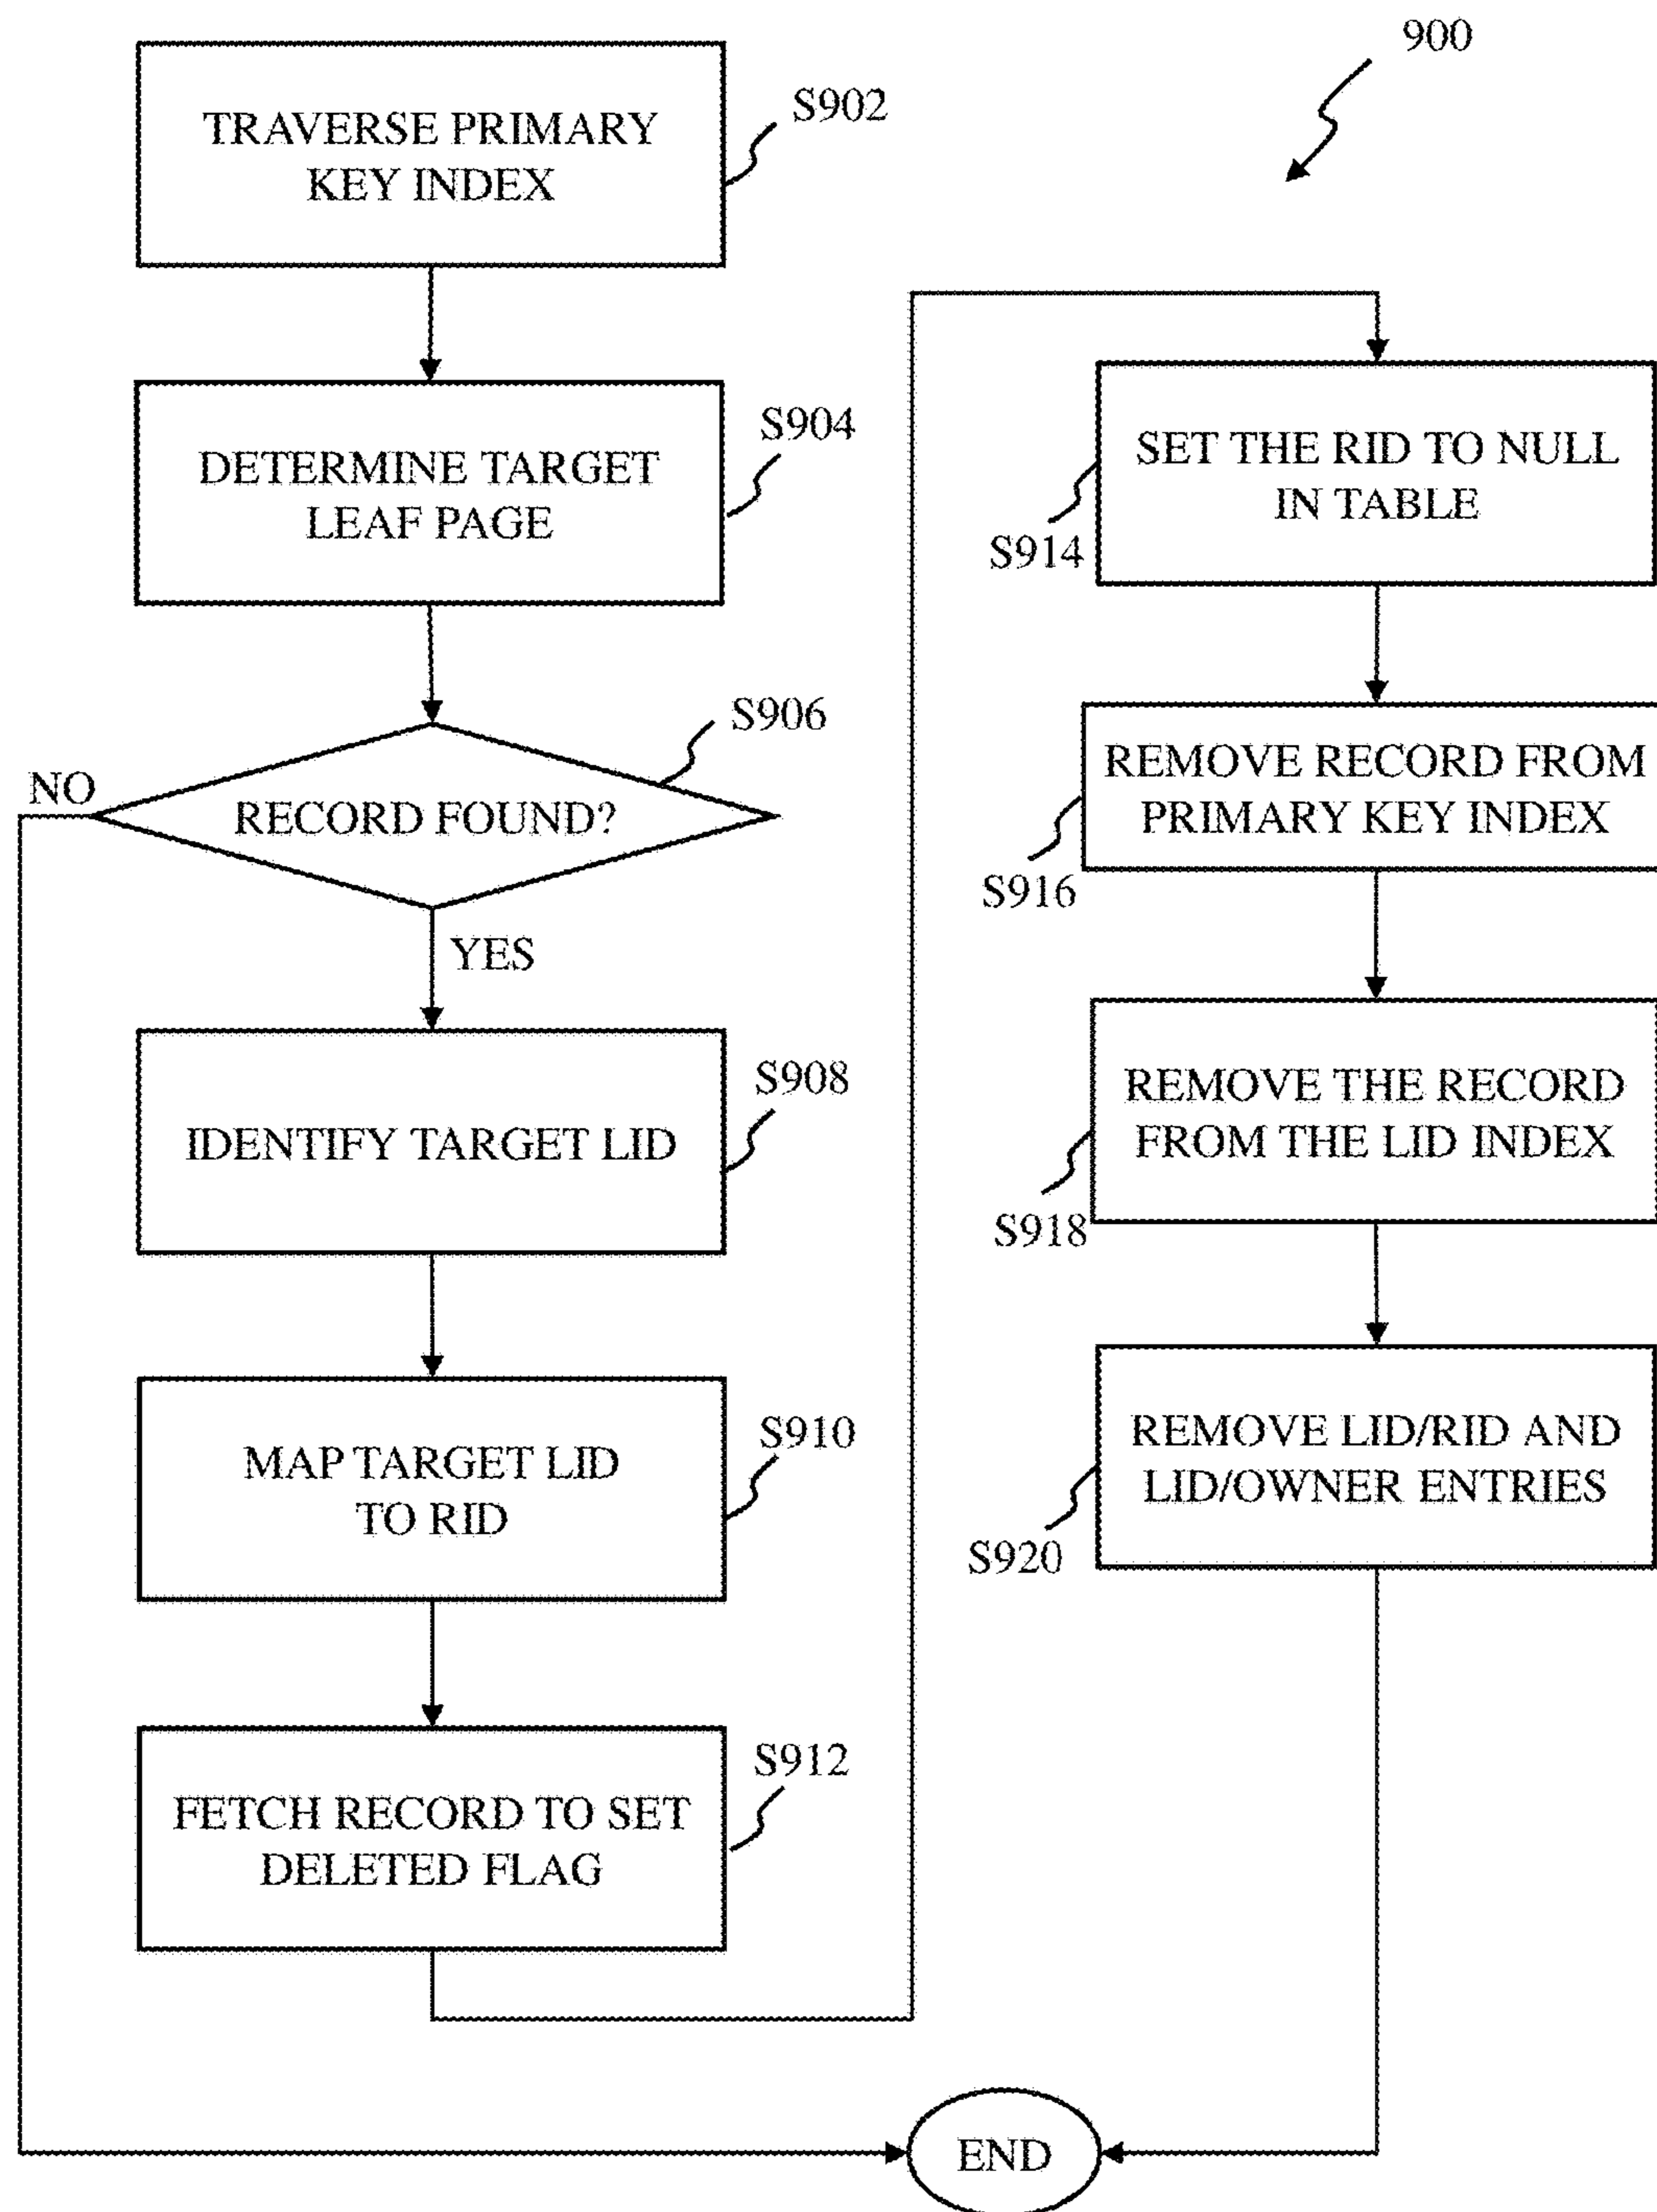 900
TRAVERSE PRIMARY
KEY INDEX
S902
DETERMINE TARGET
LEAF PAGE
S904
RECORD FOUND?
S906
NO
YES
IDENTIFY TARGET LID
S908
MAP TARGET LID
TO RID
S910
FETCH RECORD TO SET
DELETED FLAG
S912
SET THE RID TO NULL
IN TABLE
S914
REMOVE RECORD FROM
PRIMARY KEY INDEX
S916
REMOVE THE RECORD
FROM THE LID INDEX
S918
REMOVE LID/RID AND
LID/OWNER ENTRIES
S920
END